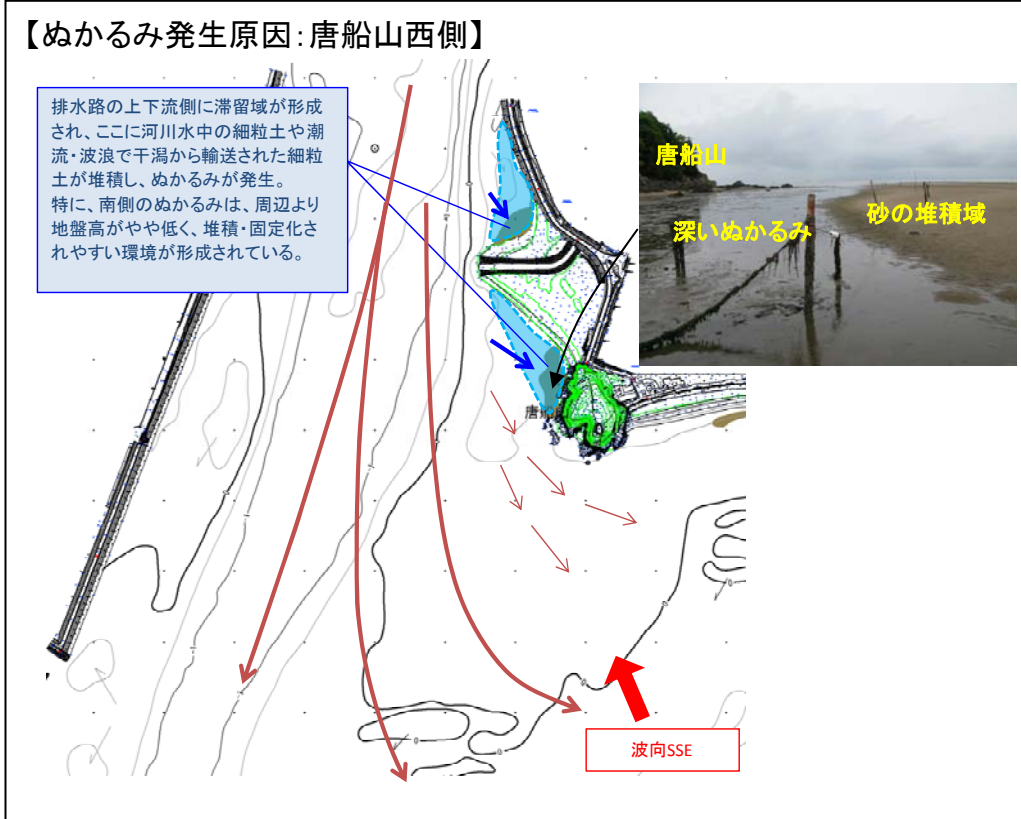 【ぬかるみ発生原因:唐船山西側】
排水路の上下流側に滞留域が形成
され、ここに河川水中の細粒土や潮
流・波浪で干潟から輸送された細粒
土が堆積し、ぬかるみが発生。
特に、南側のぬかるみは、周辺より
地盤高がやや低く、堆積・固定化さ
れやすい環境が形成されている。
唐船山
砂の堆積域
深いぬかるみ
唐船
波向SSE